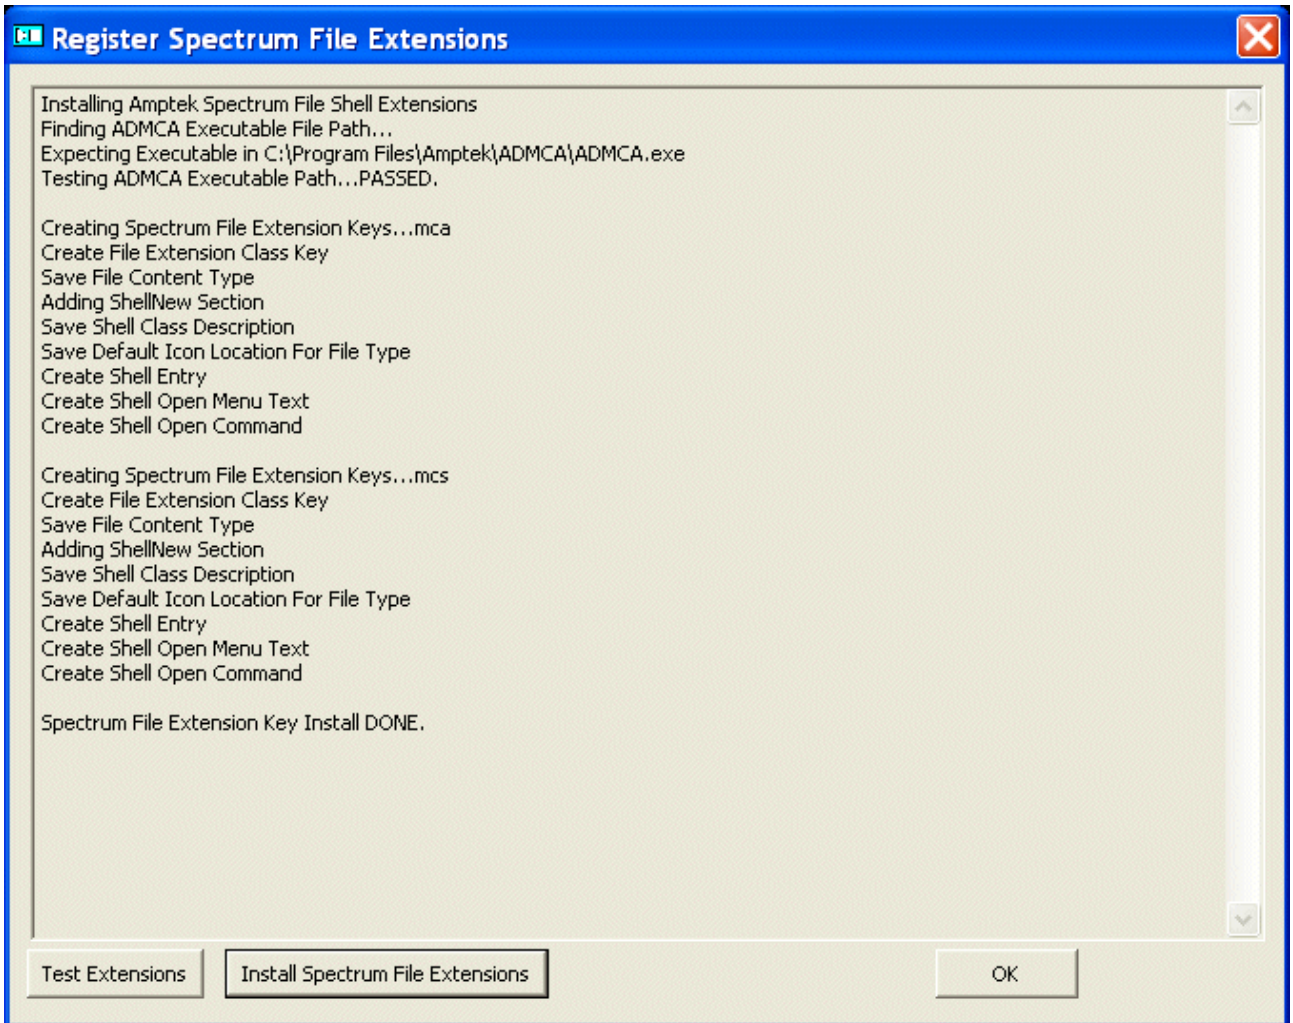 Register Spectrum File Extensions
Installing Amptek Spectrum File Shell Extensions
Finding ADMCA Executable File Path...
Expecting Executable in C:\Program Files\Amptek\ADMCA\ADMCA.exe
Testing ADMCA Executable Path...PASSED.
Creating Spectrum File Extension Keys...mca
Create File Extension Class Key
Save File Content Type
Adding ShellNew Section
Save Shell Class Description
Save Default Icon Location For File Type
Create Shell Entry
Create Shell Open Menu Text
Create Shell Open Command
Creating Spectrum File Extension Keys...mcs
Create File Extension Class Key
Save File Content Type
Adding ShellNew Section
Save Shell Class Description
Save Default Icon Location For File Type
Create Shell Entry
Create Shell Open Menu Text
Create Shell Open Command
Spectrum File Extension Key Install DONE.
Test Extensions
Install Spectrum File Extensions
OK